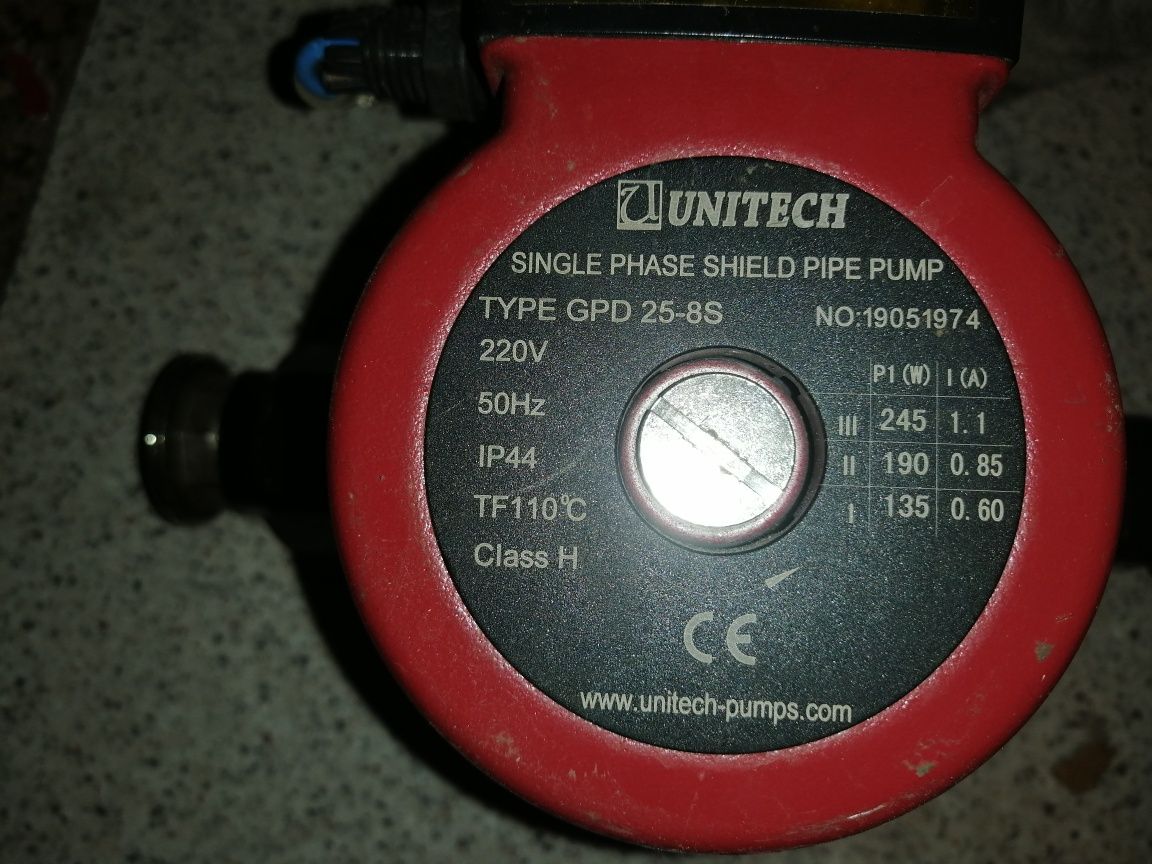 UNITECH
SINGLE PHASE SHIELD PIPE PUMP
TYPE GPD 25-8S NO:19051974
220V
50Hz
IP44
TF110℃
Class H
P1(W) I(A)
III 245 1.1
II 190 0.85
I 135 0.60
CE
www.unitech-pumps.com